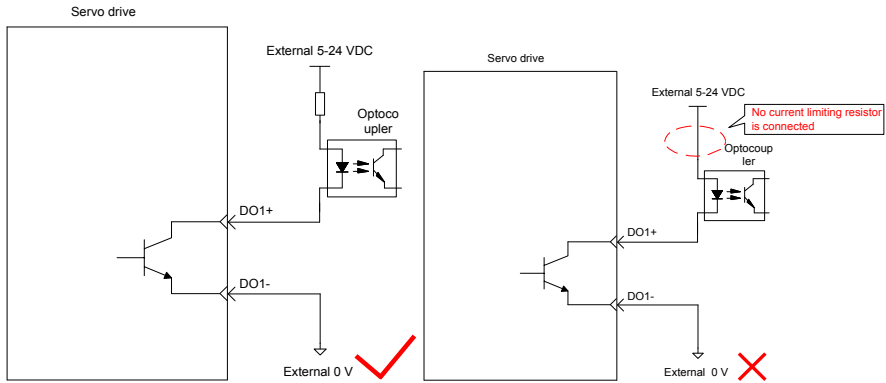 Servo drive
External 5-24 VDC
Optoco
upler
DO1+
DO1-
External 0 V
Servo drive
External 5-24 VDC
No current limiting resistor
is connected
Optocoup
ler
DO1+
DO1-
External 0 V